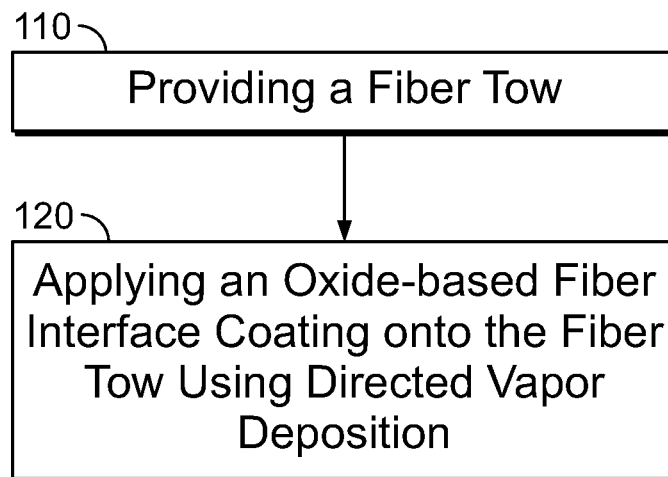 110
Providing a Fiber Tow
120
Applying an Oxide-based Fiber
Interface Coating onto the Fiber
Tow Using Directed Vapor
Deposition